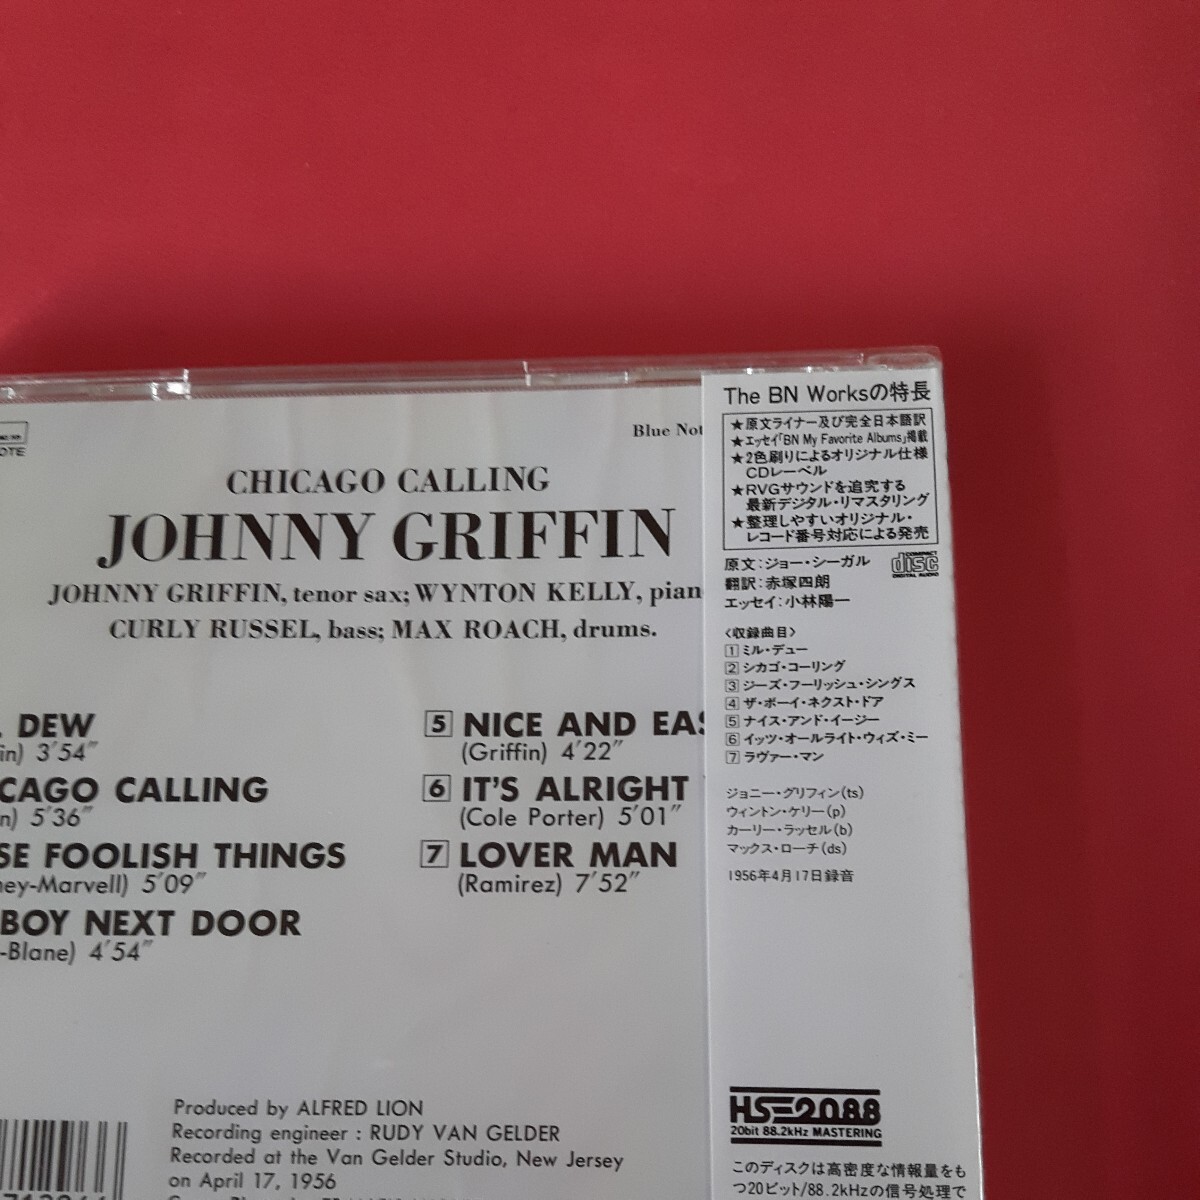 OTE
Blue Not
CHICAGO CALLING
JOHNNY GRIFFIN
JOHNNY GRIFFIN, tenor sax; WYNTON KELLY, pian
CURLY RUSSEL, bass; MAX ROACH, drums.
DEW
in) 3'54"
CAGO CALLING
n) 5'36"
SE FOOLISH THINGS
ney-Marvell) 5'09"
BOY NEXT DOOR
-Blane) 4'54"
5 NICE AND EAS
(Griffin) 4'22"
6 IT'S ALRIGHT
(Cole Porter) 5'01"
7 LOVER MAN
(Ramirez) 7'52"
Produced by ALFRED LION
Recording engineer : RUDY VAN GELDER
Recorded at the Van Gelder Studio, New Jersey
on April 17, 1956
The BN Worksの特長
★原文ライナー及び完全日本語訳
★エッセイ「BN My Favorite Albums」掲載
★2色刷りによるオリジナル仕様
CDレーベル
★RVGサウンドを追究する
最新デジタル・リマスタリング
★整理しやすいオリジナル・
レコード番号対応による発売
原文：ジョー・シーガル
翻訳：赤塚四朗
エッセイ：小林陽一
COMPACT
disc
DIGITAL AUDIO
〈収録曲目〉
1 ミル・デュー
2 シカゴ・コーリング
3 ジーズ・フーリッシュ・シングス
4 ザ・ボーイ・ネクスト・ドア
5 ナイス・アンド・イージー
6 イッツ・オールライト・ウィズ・ミー
7 ラヴァー・マン
ジョニー・グリフィン(ts)
ウィントン・ケリー(p)
カーリー・ラッセル(b)
マックス・ローチ(ds)
1956年4月17日録音
HS2088
20bit 88.2kHz MASTERING
このディスクは高密度な情報量をも
つ20ビット/88.2kHzの信号処理で